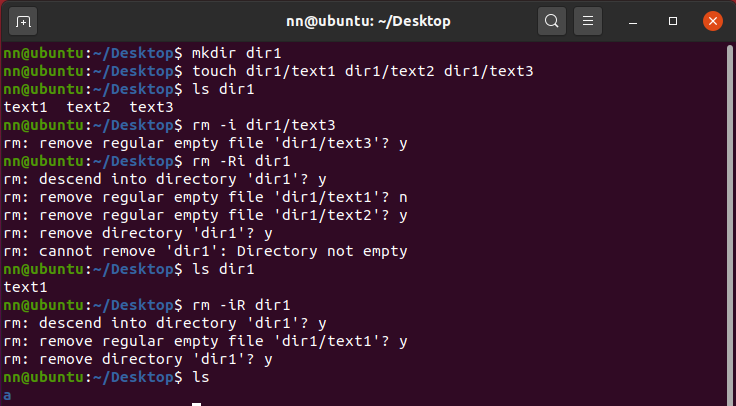 nn@ubuntu: ~/Desktop
nn@ubuntu:~/Desktop$ mkdir dir1
nn@ubuntu:~/Desktop$ touch dir1/text1 dir1/text2 dir1/text3
nn@ubuntu:~/Desktop$ ls dir1
text1  text2  text3
nn@ubuntu:~/Desktop$ rm -i dir1/text3
rm: remove regular empty file 'dir1/text3'? y
nn@ubuntu:~/Desktop$ rm -Ri dir1
rm: descend into directory 'dir1'? y
rm: remove regular empty file 'dir1/text1'? n
rm: remove regular empty file 'dir1/text2'? y
rm: remove directory 'dir1'? y
rm: cannot remove 'dir1': Directory not empty
nn@ubuntu:~/Desktop$ ls dir1
text1
nn@ubuntu:~/Desktop$ rm -iR dir1
rm: descend into directory 'dir1'? y
rm: remove regular empty file 'dir1/text1'? y
rm: remove directory 'dir1'? y
nn@ubuntu:~/Desktop$ ls
a